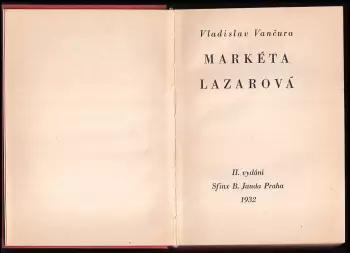 Vladislav Vančura
MARKÉTA
LAZAROVÁ
II. vydání
Sfinx B. Janda Praha
1932